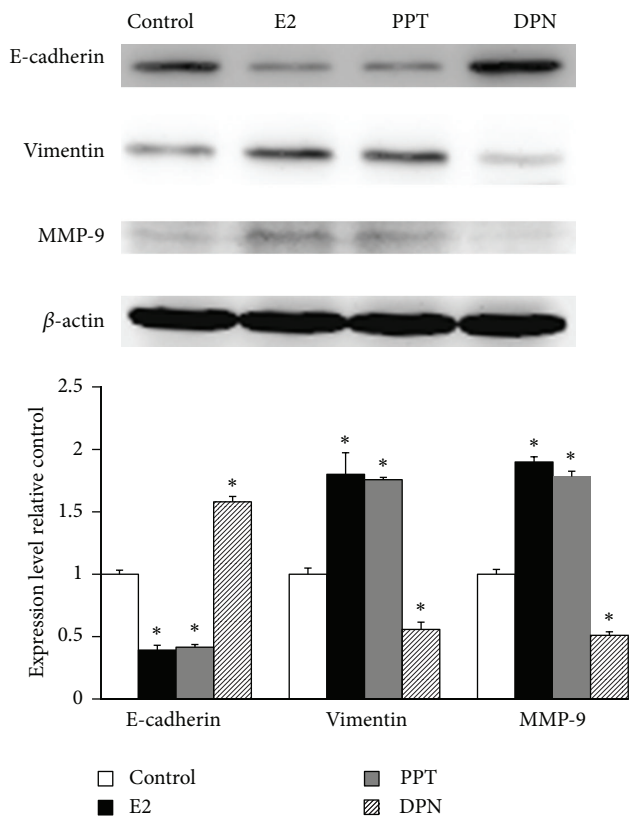 Control E2 PPT DPN
E-cadherin
Vimentin
MMP-9
β-actin
2.5
2
1.5
1
0.5
0
Expression level relative control
* * * * * * * * *
E-cadherin Vimentin MMP-9
Control PPT
E2 DPN